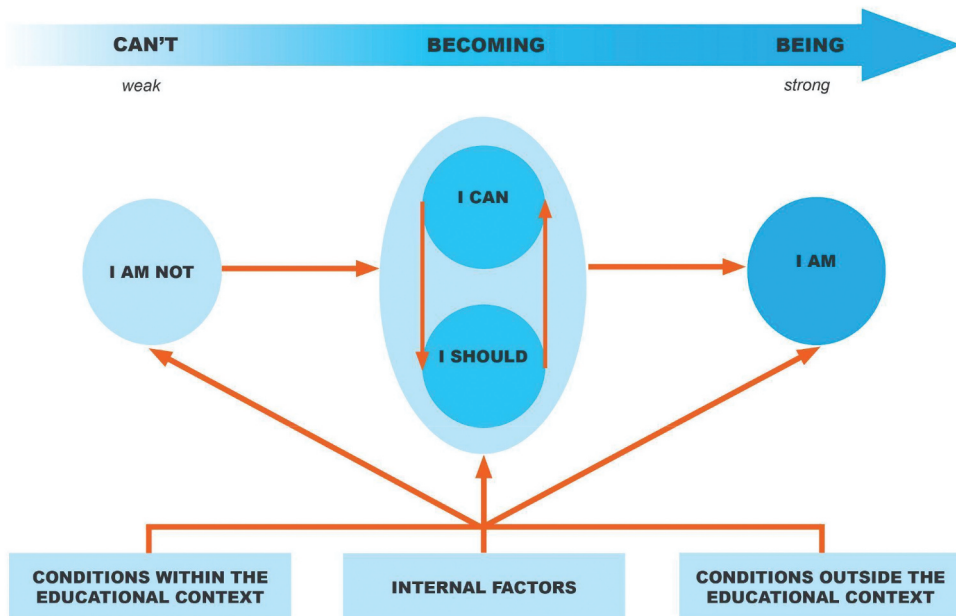 CAN'T
BECOMING
BEING
weak
strong
I CAN
I AM NOT
I AM
I SHOULD
CONDITIONS WITHIN THE
EDUCATIONAL CONTEXT
INTERNAL FACTORS
CONDITIONS OUTSIDE THE
EDUCATIONAL CONTEXT